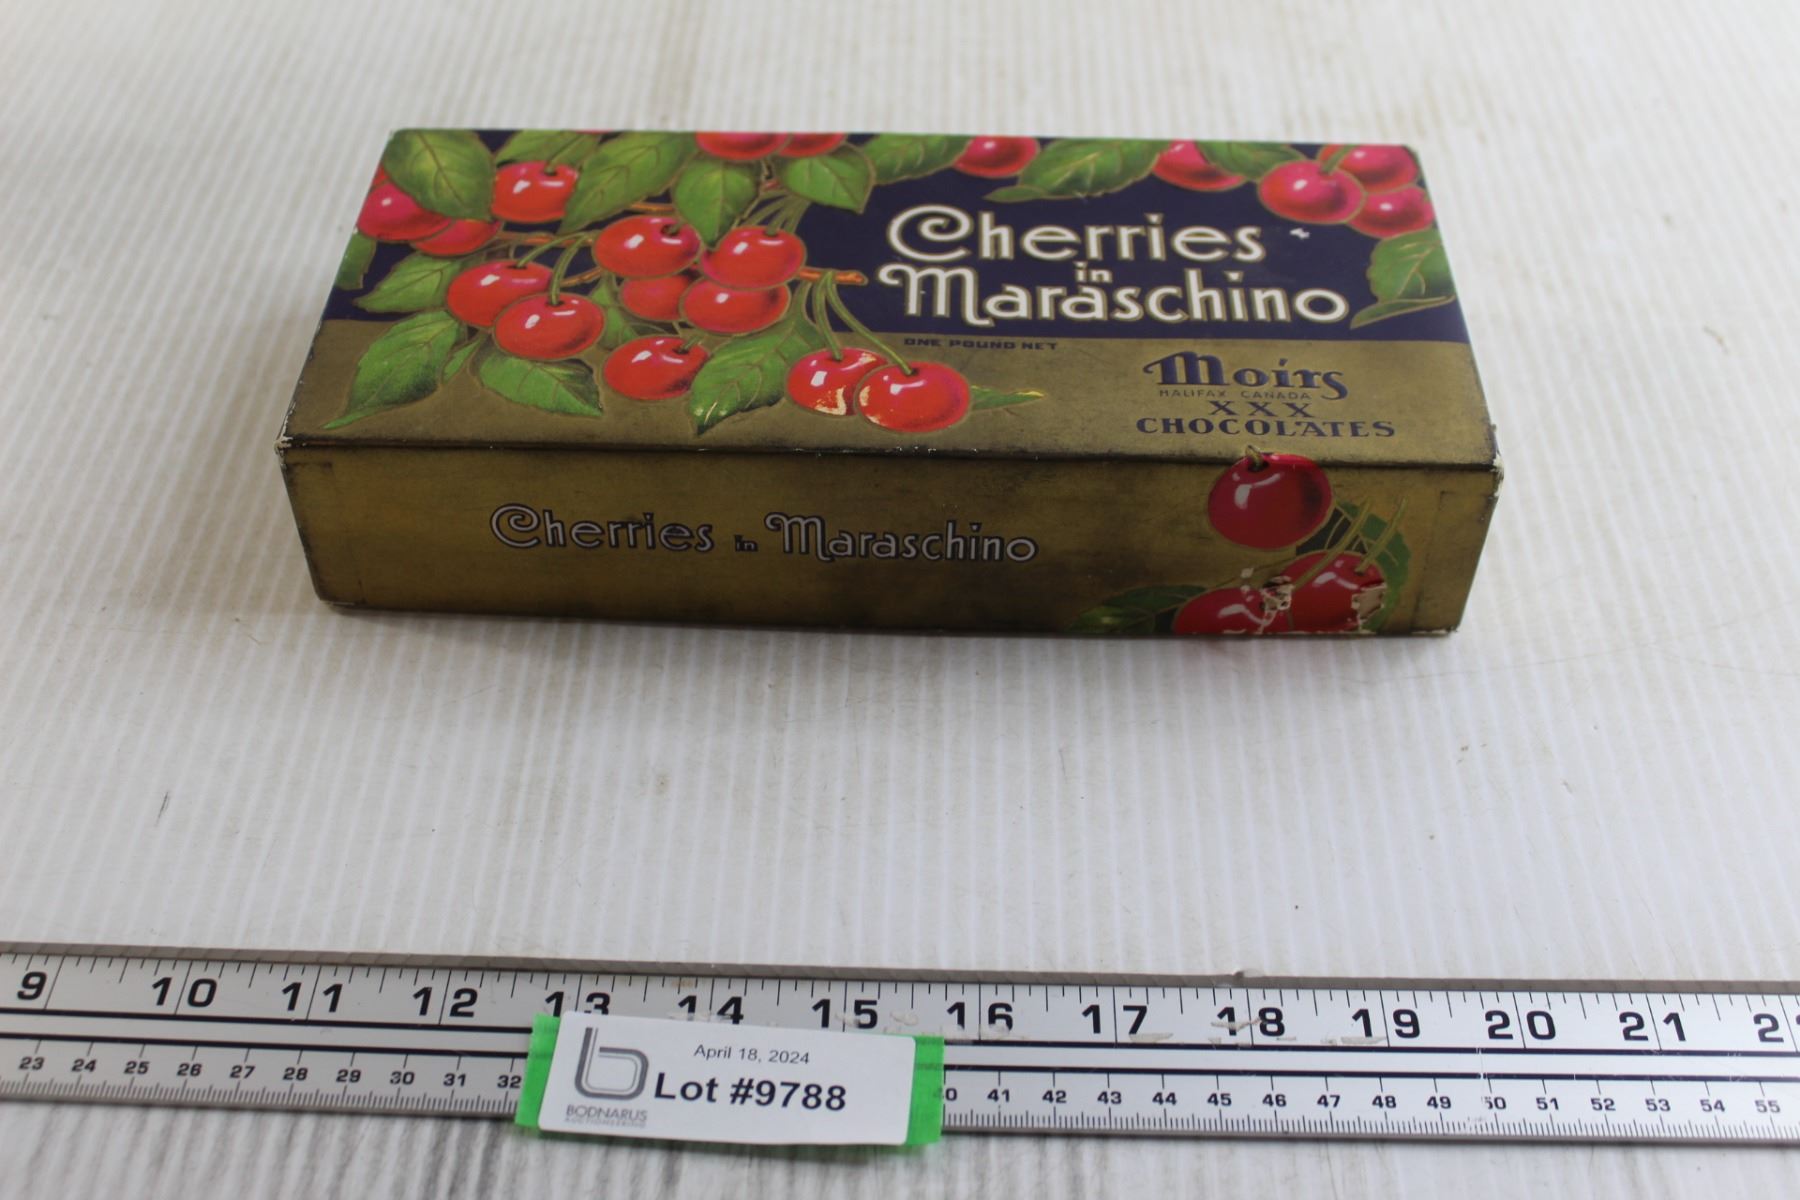 Cherries
in
Maraschino
ONE POUND NET
Moirs
HALIFAX CANADA
XXX
CHOCOLATES
Cherries in Maraschino
9 10 11 12 13 14 15 16 17 18 19 20 21
23 24 25 26 27 28 29 30 31 32 40 41 42 43 44 45 46 47 48 49 50 51 52 53 54 55
April 18, 2024
Lot #9788
BODNARUS
AUCTIONEERING